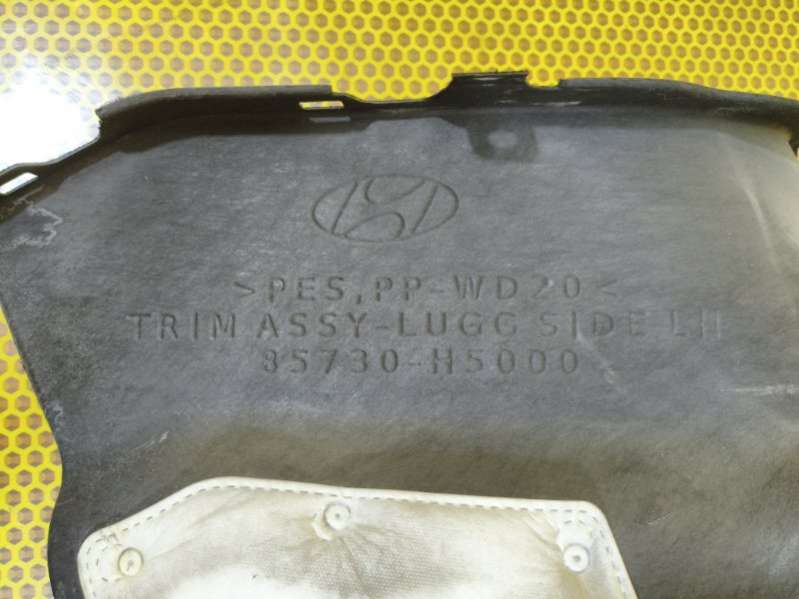 >PES,PP-WD20<
TRIM ASSY-LUGG SIDE LH
85730-H5000